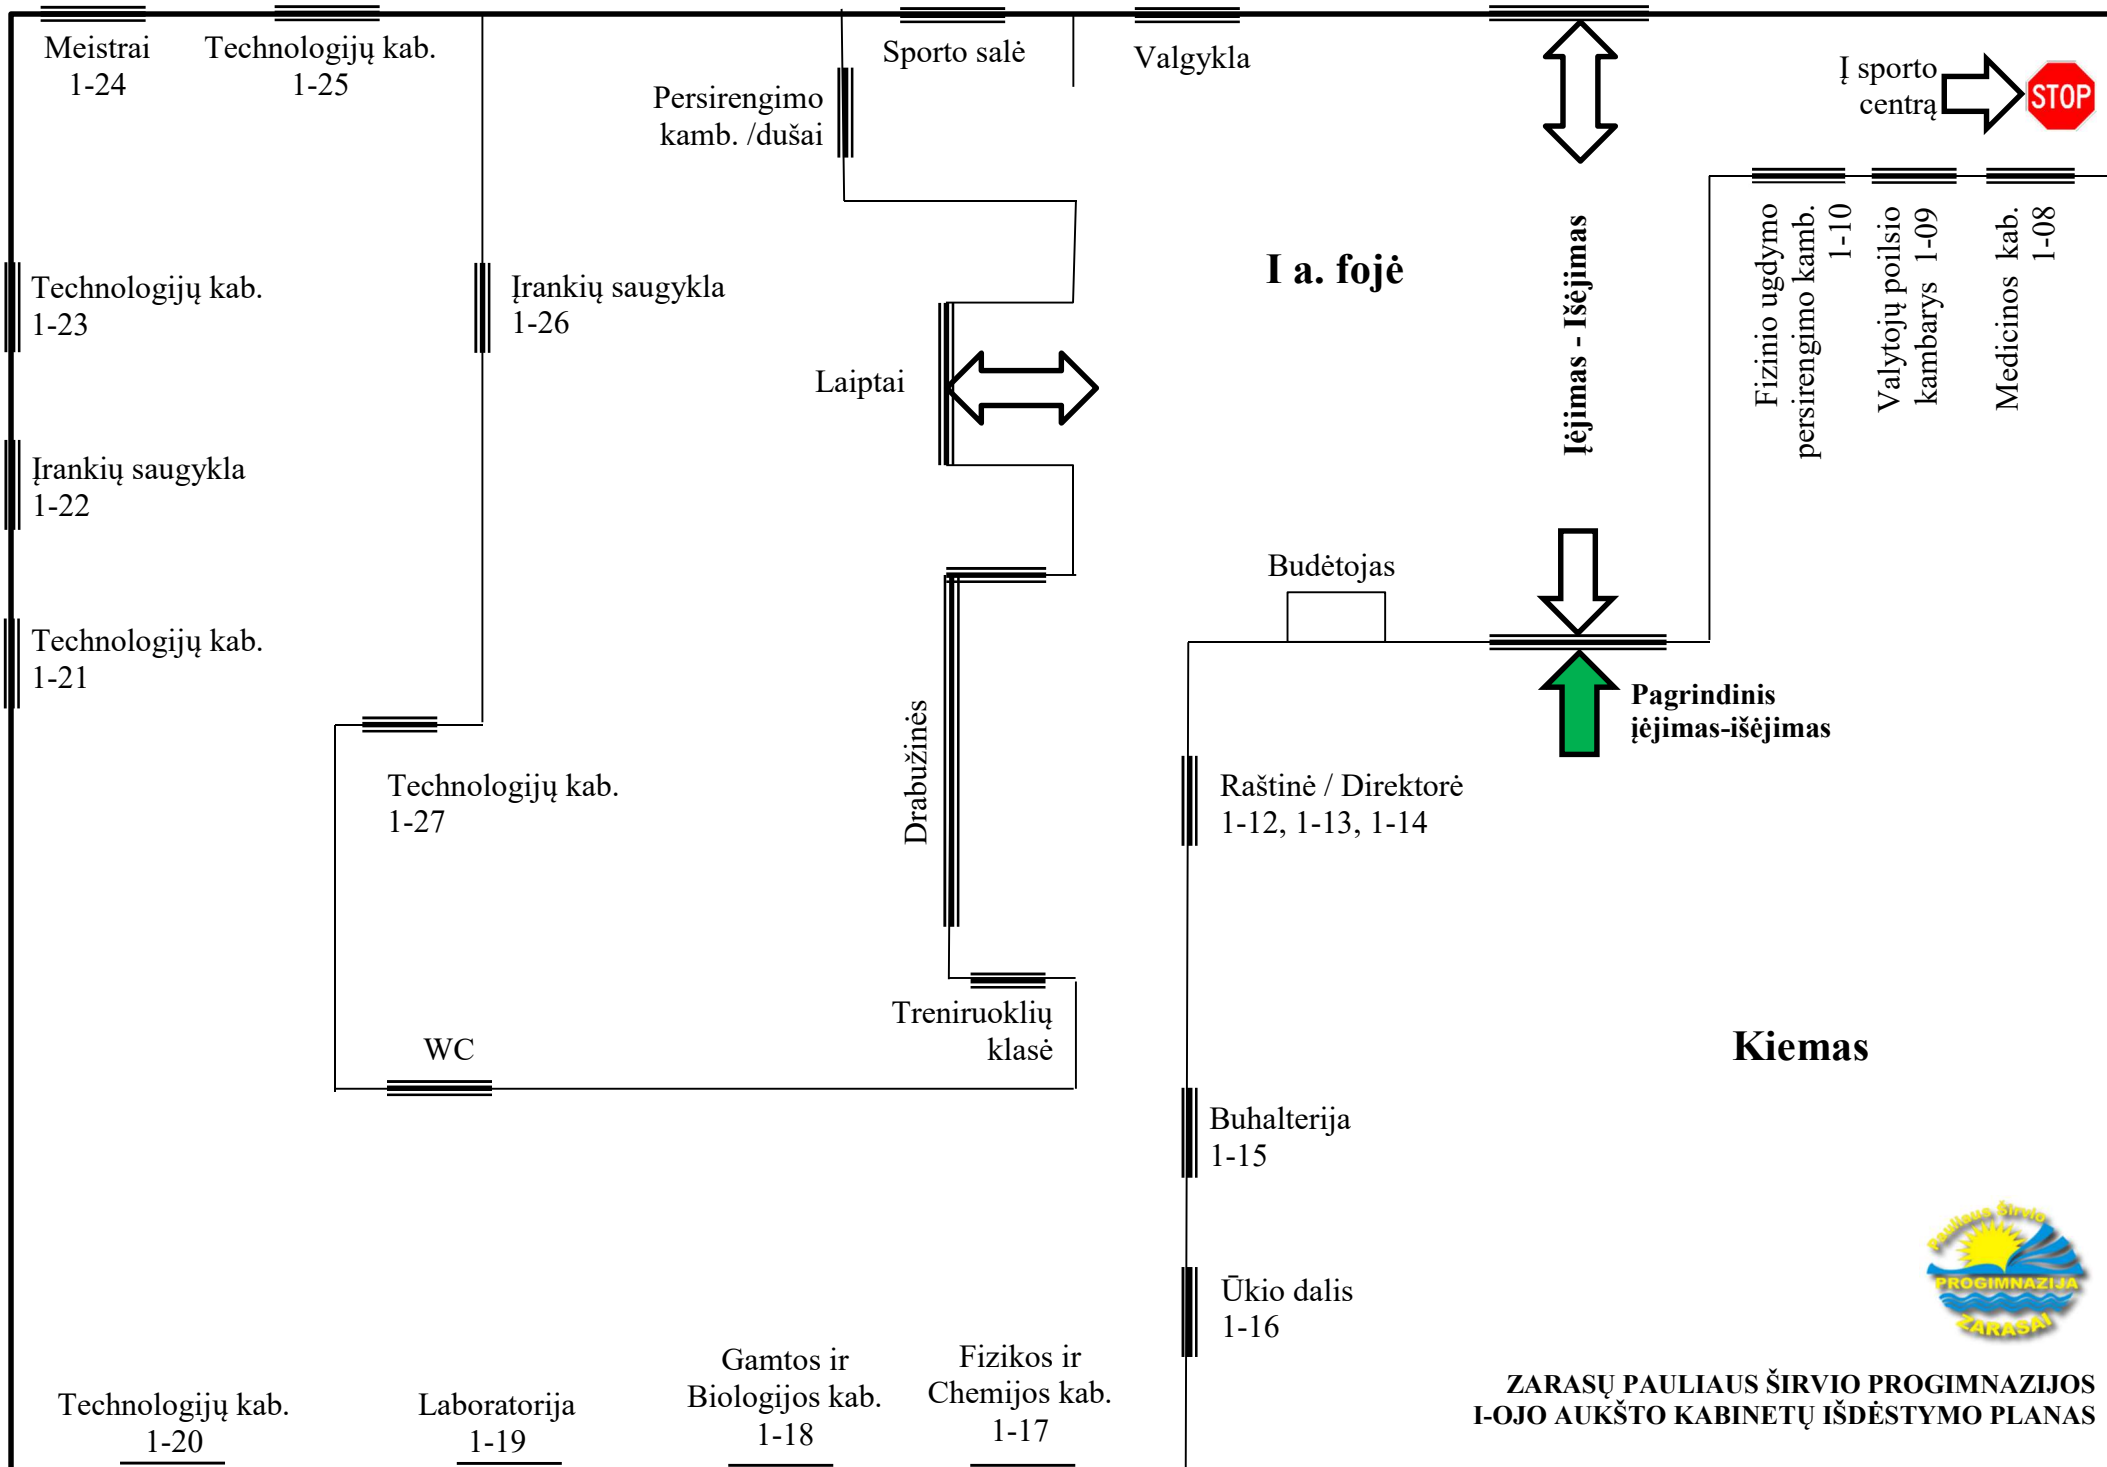 Meistrai
1-24
Technologijų kab.
1-25
Persirengimo
kamb. /dušai
Sporto salė
Valgykla
Į sporto
centrą
STOP
Technologijų kab.
1-23
Įrankių saugykla
1-26
I a. fojė
Įėjimas - Išėjimas
Fizinio ugdymo
persirengimo kamb.
1-10
Valytojų poilsio
kambarys 1-09
Medicinos kab.
1-08
Laiptai
Įrankių saugykla
1-22
Budėtojas
Technologijų kab.
1-21
Pagrindinis
įėjimas-išėjimas
Technologijų kab.
1-27
Drabužinės
Raštinė / Direktorė
1-12, 1-13, 1-14
Treniruoklių
klasė
WC
Kiemas
Buhalterija
1-15
Ūkio dalis
1-16
Pauliaus Širvio
PROGIMNAZIJA
ZARASAI
Technologijų kab.
1-20
Laboratorija
1-19
Gamtos ir
Biologijos kab.
1-18
Fizikos ir
Chemijos kab.
1-17
ZARASŲ PAULIAUS ŠIRVIO PROGIMNAZIJOS
I-OJO AUKŠTO KABINETŲ IŠDĖSTYMO PLANAS